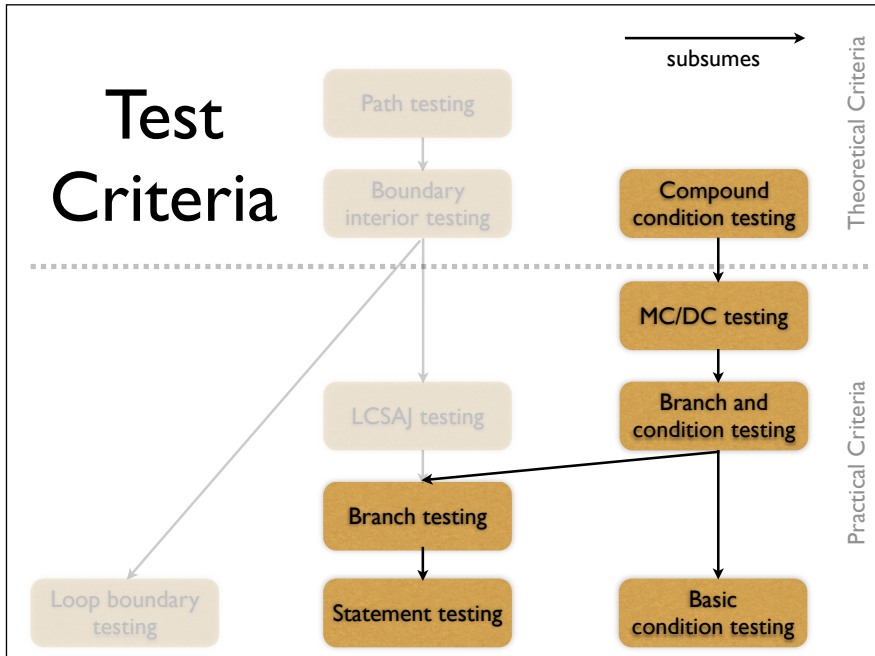 subsumes
Test
Criteria
Path testing
Boundary
interior testing
Compound
condition testing
Theoretical Criteria
MC/DC testing
LCSAJ testing
Branch and
condition testing
Practical Criteria
Branch testing
Loop boundary
testing
Statement testing
Basic
condition testing